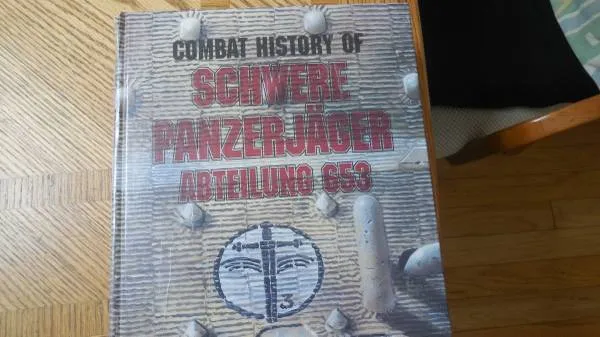 COMBAT HISTORY OF
SCHWERE
PANZERJÄGER
ABTEILUNG 653
3